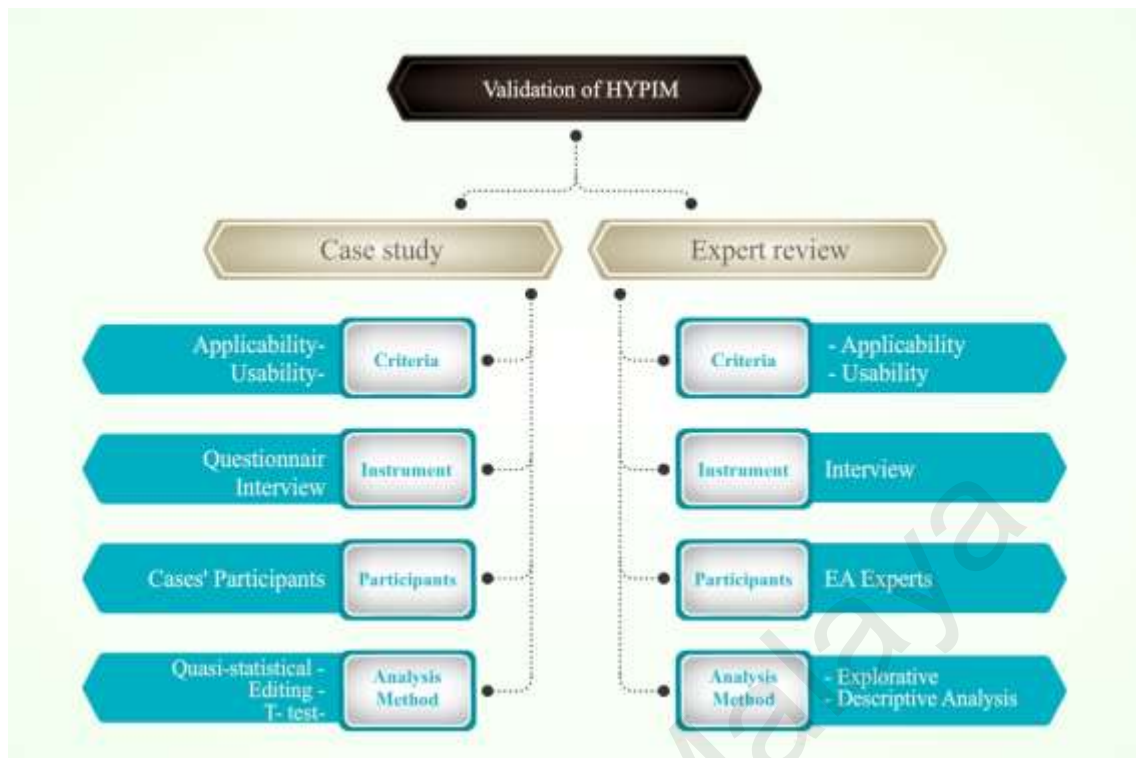 Validation of HYPIM
Case study
Applicability-
Usability-
Criteria
Questionnair
Interview
Instrument
Cases' Participants
Participants
Quasi-statistical -
Editing -
T- test-
Analysis
Method
Expert review
Criteria
- Applicability
- Usability
Instrument
Interview
Participants
EA Experts
Analysis
Method
- Explorative
- Descriptive Analysis
Malaya